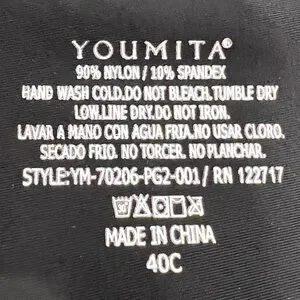 YOUMITA®
90% NYLON / 10% SPANDEX
HAND WASH COLD.DO NOT BLEACH.TUMBLE DRY
LOW.LINE DRY.DO NOT IRON.
LAVAR A MANO CON AGUA FRIA.NO USAR CLORO.
SECADO FRIO. NO TORCER. NO PLANCHAR.
STYLE:YM-70206-PG2-001 / RN 122717
30°
MADE IN CHINA
40C